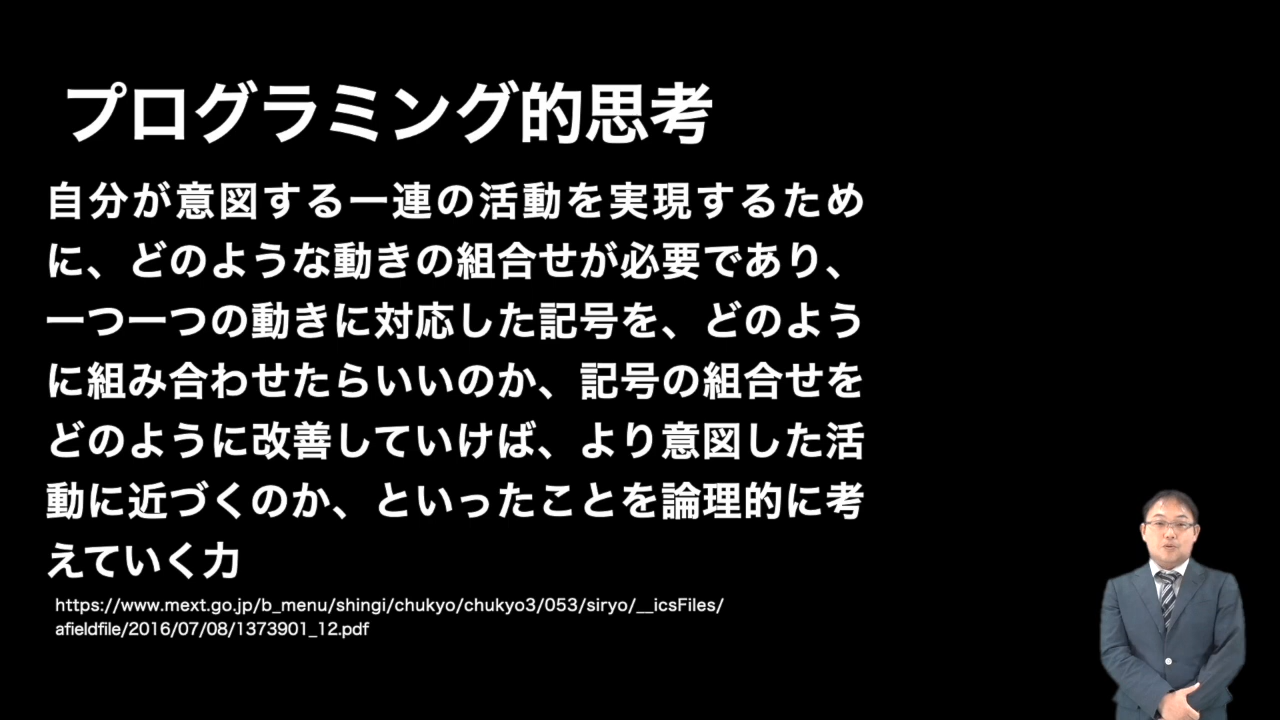 プログラミング的思考
自分が意図する一連の活動を実現するため
に、どのような動きの組合せが必要であり、
一つ一つの動きに対応した記号を、どのよう
に組み合わせたらいいのか、記号の組合せを
どのように改善していけば、より意図した活
動に近づくのか、といったことを論理的に考
えていく力
https://www.mext.go.jp/b_menu/shingi/chukyo/chukyo3/053/siryo/__icsFiles/
afieldfile/2016/07/08/1373901_12.pdf